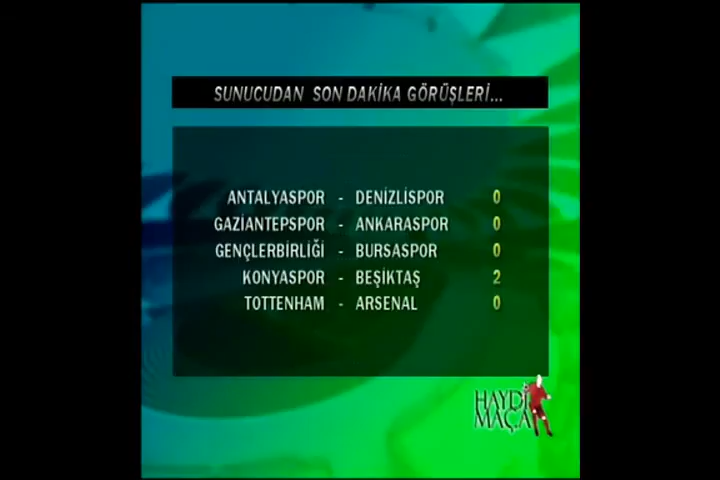 SUNUCUDAN SON DAKİKA GÖRÜŞLERİ...
ANTALYASPOR - DENİZLİSPOR 0
GAZİANTEPSPOR - ANKARASPOR 0
GENÇLERBİRLİĞİ - BURSASPOR 0
KONYASPOR - BEŞİKTAŞ 2
TOTTENHAM - ARSENAL 0
HAYDİ
MAÇA